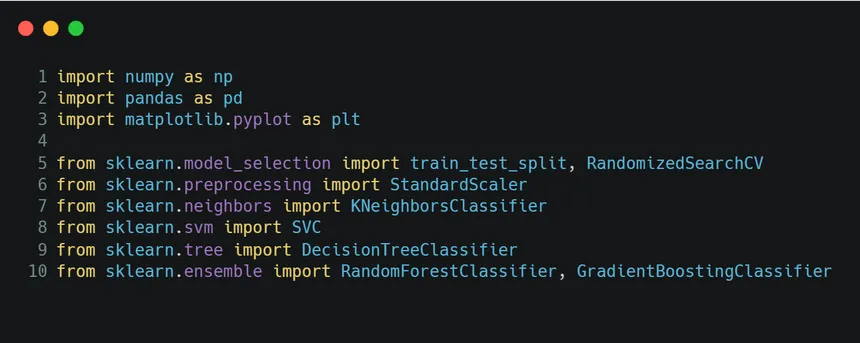 1 import numpy as np
2 import pandas as pd
3 import matplotlib.pyplot as plt
4
5 from sklearn.model_selection import train_test_split, RandomizedSearchCV
6 from sklearn.preprocessing import StandardScaler
7 from sklearn.neighbors import KNeighborsClassifier
8 from sklearn.svm import SVC
9 from sklearn.tree import DecisionTreeClassifier
10 from sklearn.ensemble import RandomForestClassifier, GradientBoostingClassifier